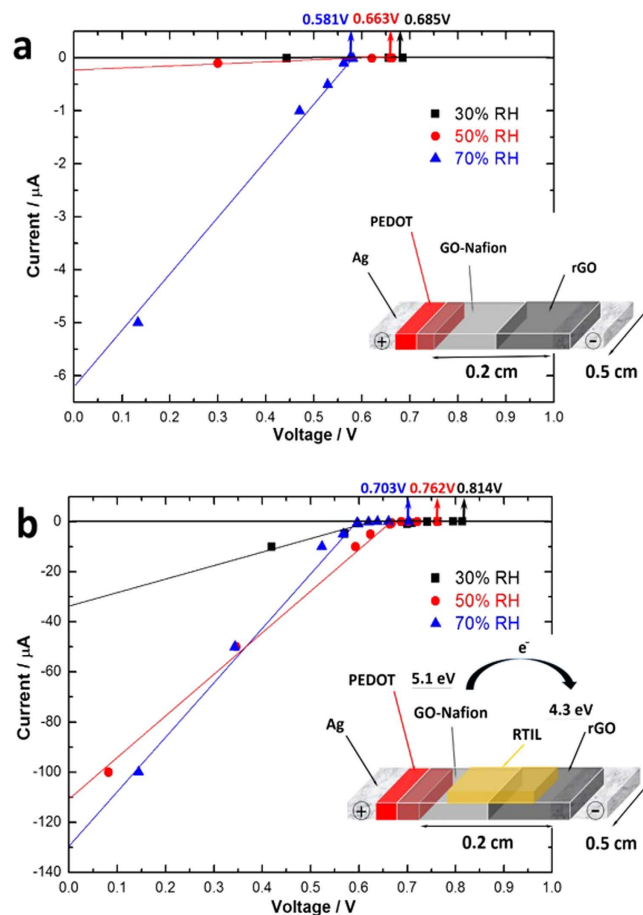 a
0.581V 0.663V 0.685V
0
-1
-2
-3
-4
-5
-6
Current / μA
30% RH
50% RH
70% RH
PEDOT
GO-Nafion
Ag
rGO
+
-
0.2 cm
0.5 cm
0.0 0.1 0.2 0.3 0.4 0.5 0.6 0.7 0.8 0.9 1.0
Voltage / V
b
0.703V 0.762V 0.814V
0
-20
-40
-60
-80
-100
-120
-140
Current / μA
30% RH
50% RH
70% RH
e-
5.1 eV
PEDOT
4.3 eV
GO-Nafion
RTIL
rGO
Ag
+
-
0.2 cm
0.5 cm
0.0 0.1 0.2 0.3 0.4 0.5 0.6 0.7 0.8 0.9 1.0
Voltage / V